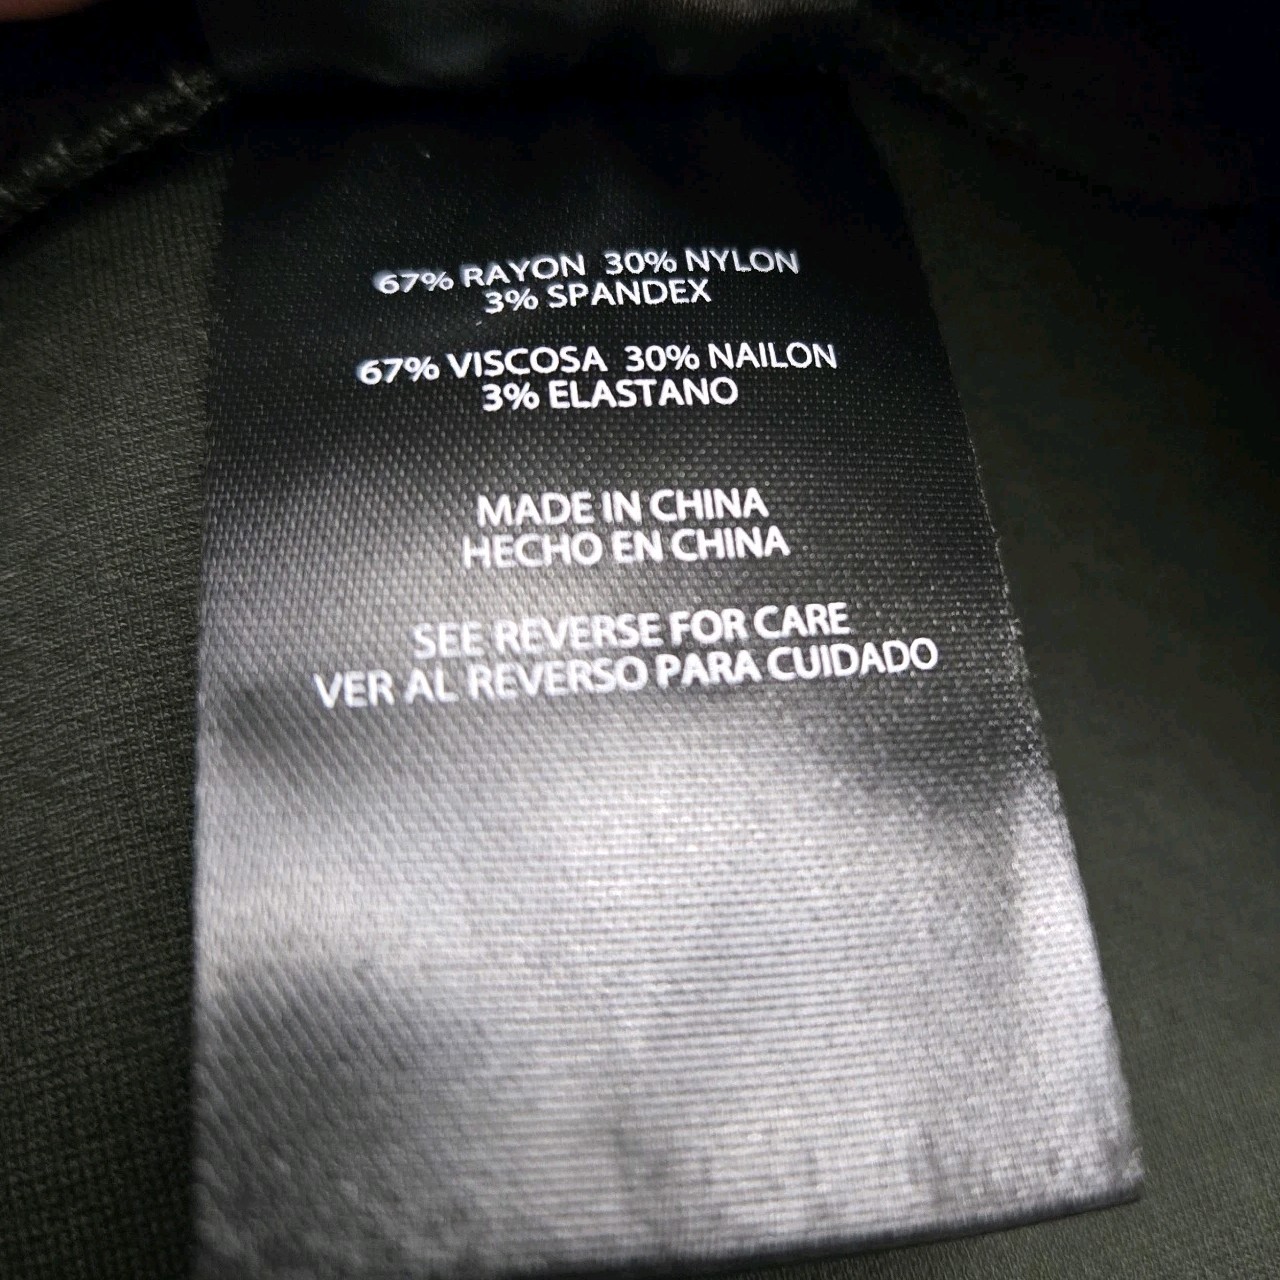 67% RAYON 30% NYLON
3% SPANDEX
67% VISCOSA 30% NAILON
3% ELASTANO
MADE IN CHINA
HECHO EN CHINA
SEE REVERSE FOR CARE
VER AL REVERSO PARA CUIDADO